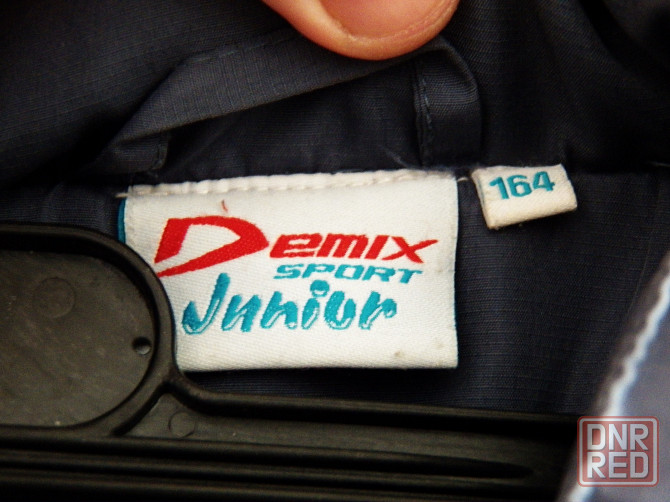 Demix
SPORT
Junior
164
DNR
RED